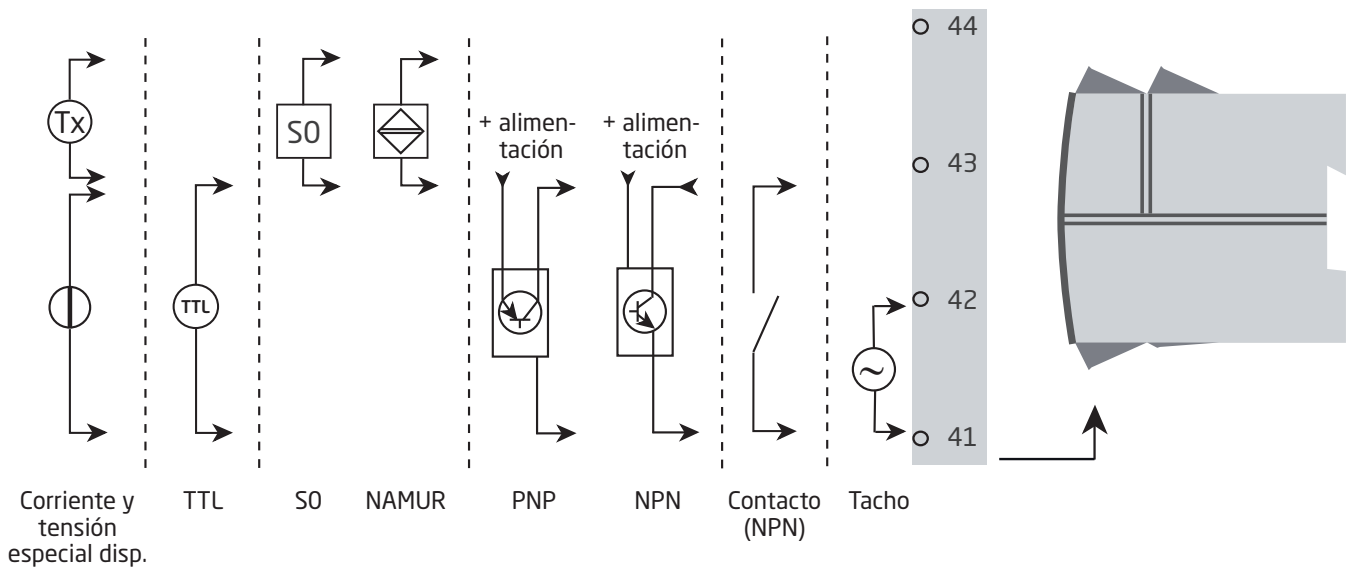 44
Tx
S0
+ alimen-
tación
+ alimen-
tación
43
TTL
42
41
Corriente y
tensión
especial disp.
TTL
S0
NAMUR
PNP
NPN
Contacto
(NPN)
Tacho